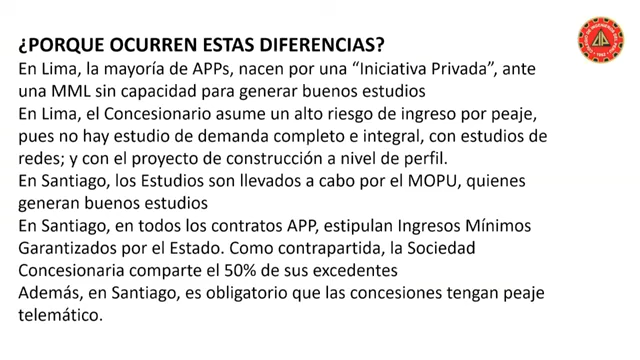 ¿PORQUE OCURREN ESTAS DIFERENCIAS?
En Lima, la mayoría de APPs, nacen por una “Iniciativa Privada”, ante
una MML sin capacidad para generar buenos estudios
En Lima, el Concesionario asume un alto riesgo de ingreso por peaje,
pues no hay estudio de demanda completo e integral, con estudios de
redes; y con el proyecto de construcción a nivel de perfil.
En Santiago, los Estudios son llevados a cabo por el MOPU, quienes
generan buenos estudios
En Santiago, en todos los contratos APP, estipulan Ingresos Mínimos
Garantizados por el Estado. Como contrapartida, la Sociedad
Concesionaria comparte el 50% de sus excedentes
Además, en Santiago, es obligatorio que las concesiones tengan peaje
telemático.